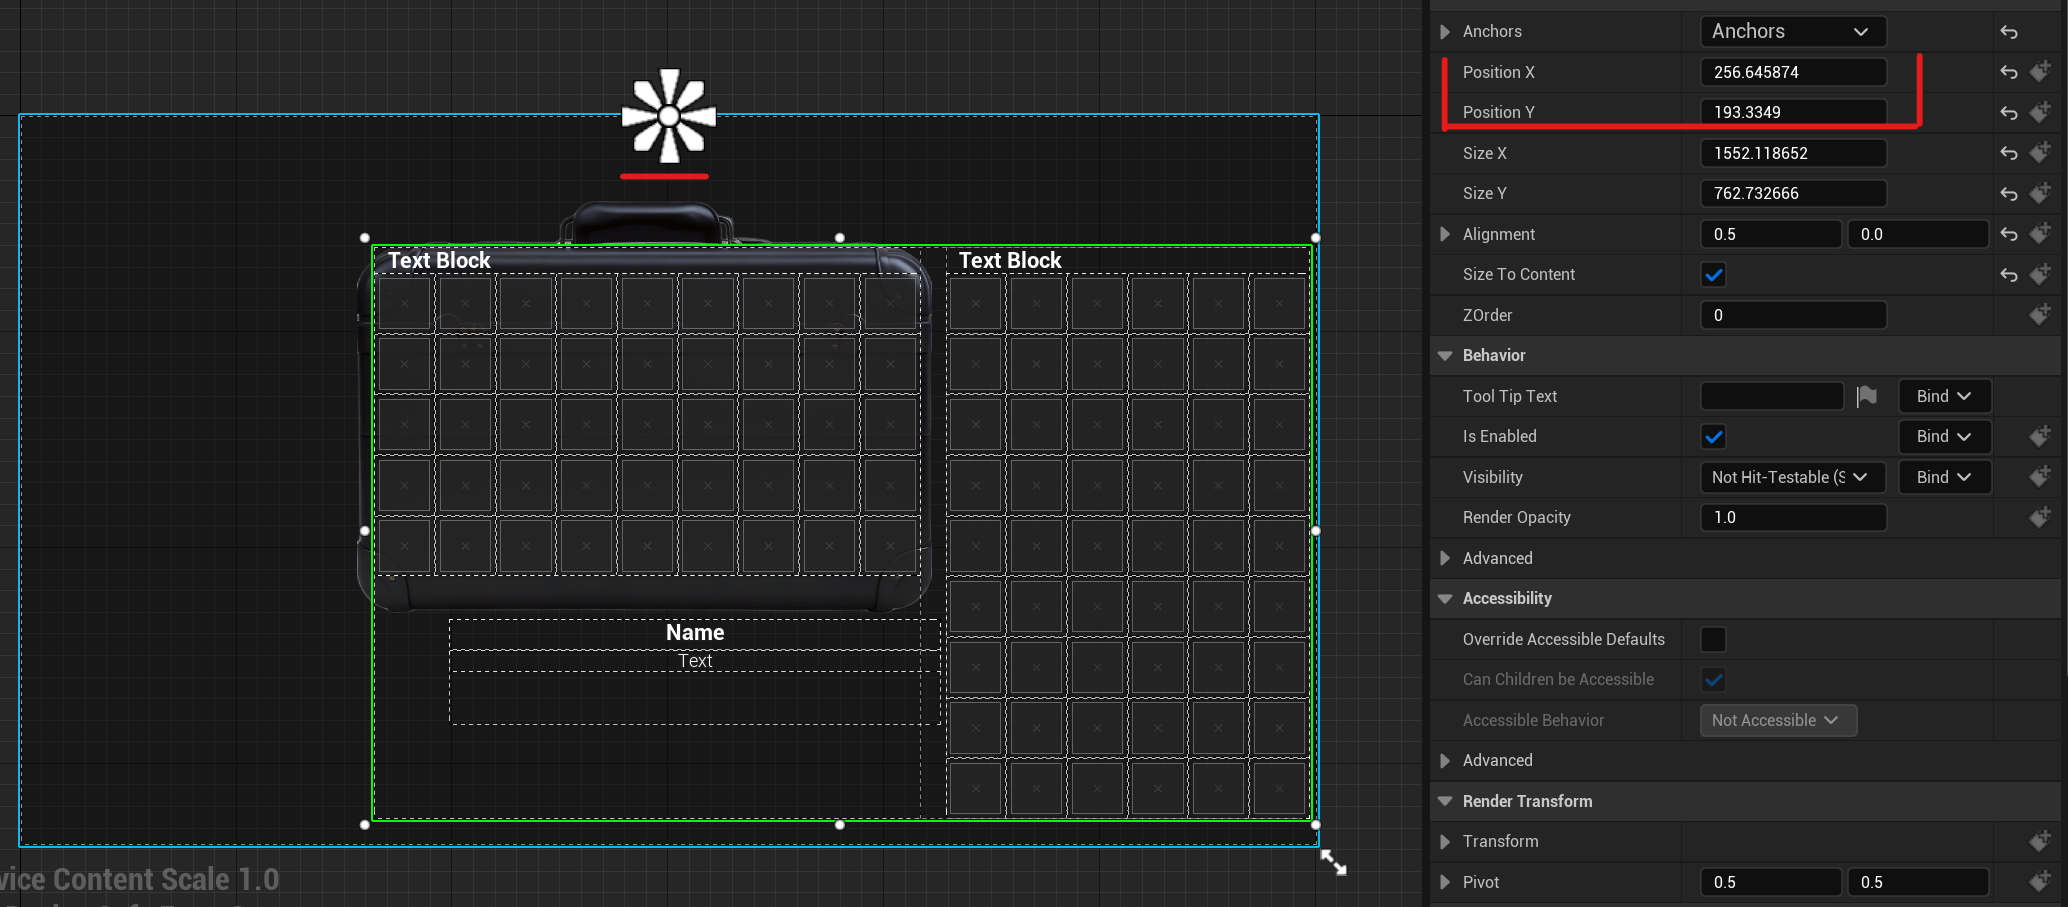 Anchors
Anchors
Position X
256.645874
Position Y
193.3349
Size X
1552.118652
Size Y
762.732666
Alignment
0.5
0.0
Size To Content
ZOrder
0
Behavior
Tool Tip Text
Bind
Is Enabled
Bind
Visibility
Not Hit-Testable (S
Bind
Render Opacity
1.0
Advanced
Accessibility
Override Accessible Defaults
Can Children be Accessible
Accessible Behavior
Not Accessible
Advanced
Render Transform
Transform
Pivot
0.5
0.5
Text Block
Text Block
Name
Text
vice Content Scale 1.0